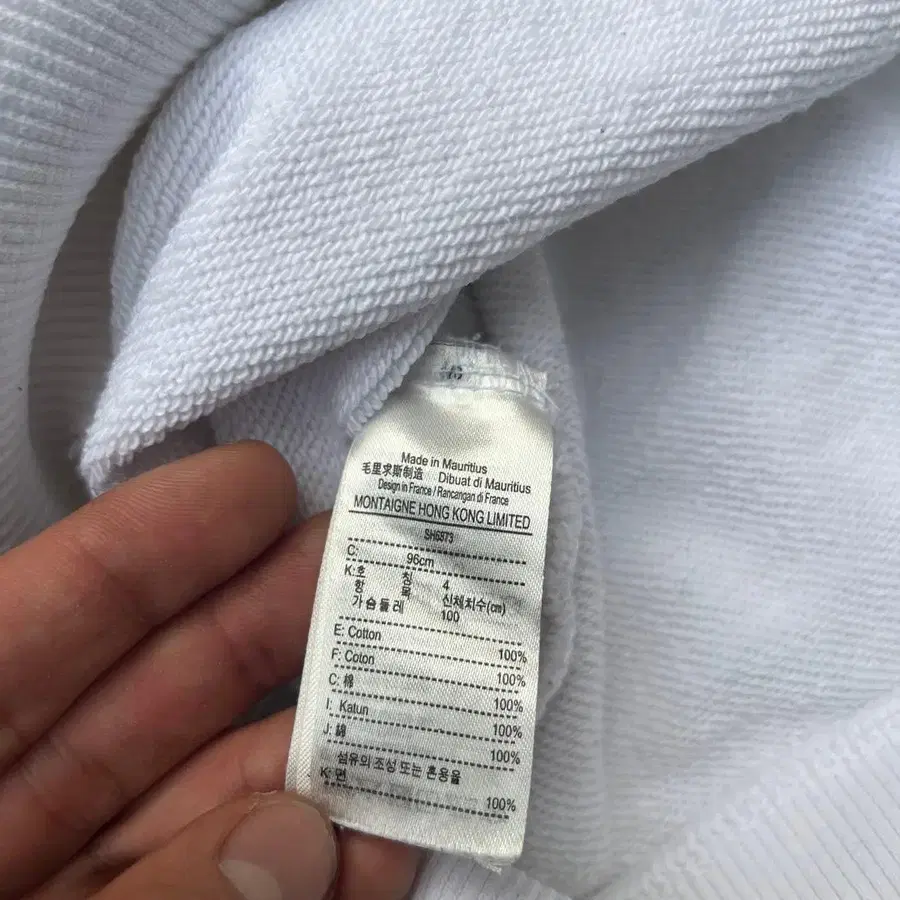 Made in Mauritius
毛里求斯制造 Dibuat di Mauritius
Design in France / Rancangan di France
MONTAIGNE HONG KONG LIMITED
SH6973
C: 96cm
K:호 칭 4
항 목 신체치수(cm)
가슴둘레 100
E: Cotton 100%
F: Coton 100%
C: 棉 100%
I: Katun 100%
J: 綿 100%
섬유의 조성 또는 혼용율
K: 면 100%